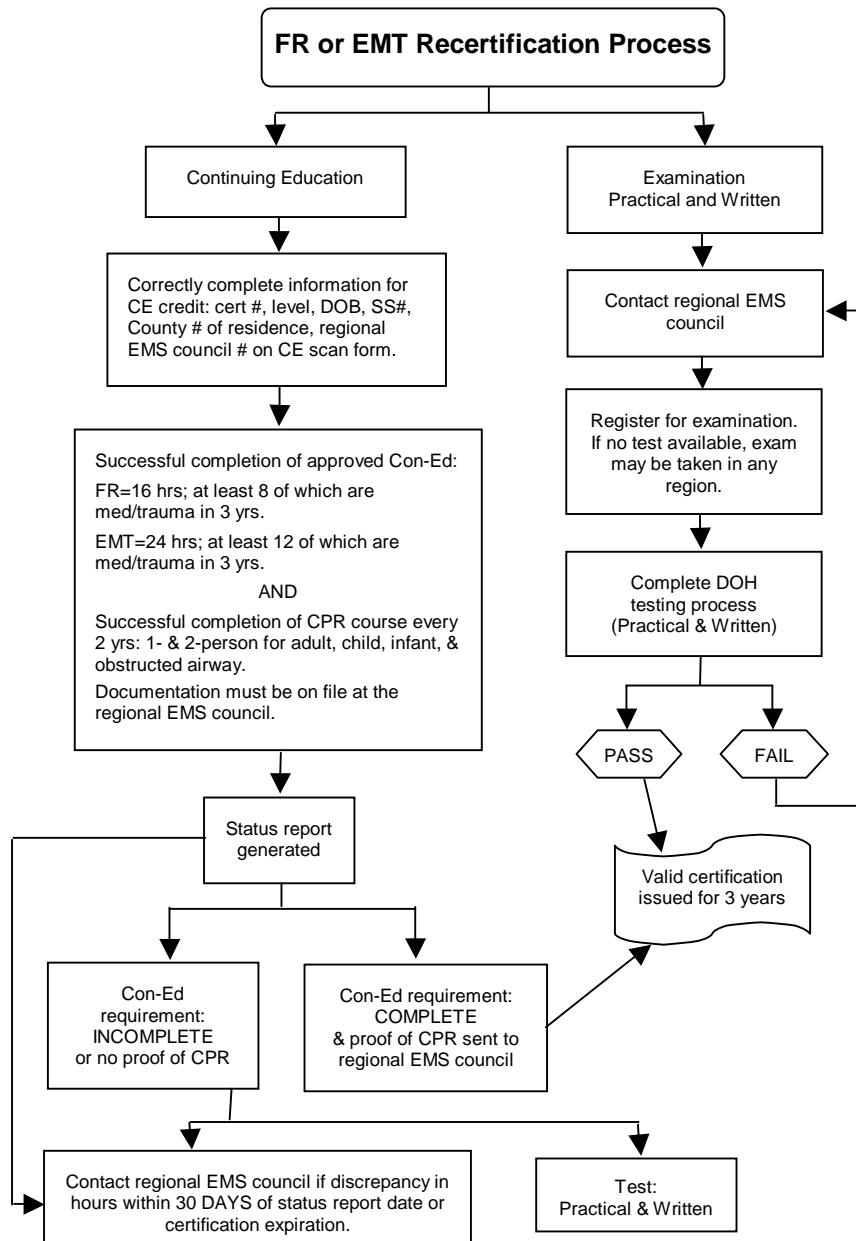 FR or EMT Recertification Process
Continuing Education
Examination
Practical and Written
Correctly complete information for
CE credit: cert #, level, DOB, SS#,
County # of residence, regional
EMS council # on CE scan form.
Contact regional EMS
council
Successful completion of approved Con-Ed:
FR=16 hrs; at least 8 of which are
med/trauma in 3 yrs.
EMT=24 hrs; at least 12 of which are
med/trauma in 3 yrs.
AND
Successful completion of CPR course every
2 yrs: 1- & 2-person for adult, child, infant, &
obstructed airway.
Documentation must be on file at the
regional EMS council.
Register for examination.
If no test available, exam
may be taken in any
region.
Complete DOH
testing process
(Practical & Written)
PASS
FAIL
Status report
generated
Valid certification
issued for 3 years
Con-Ed
requirement:
INCOMPLETE
or no proof of CPR
Con-Ed requirement:
COMPLETE
& proof of CPR sent to
regional EMS council
Contact regional EMS council if discrepancy in
hours within 30 DAYS of status report date or
certification expiration.
Test:
Practical & Written